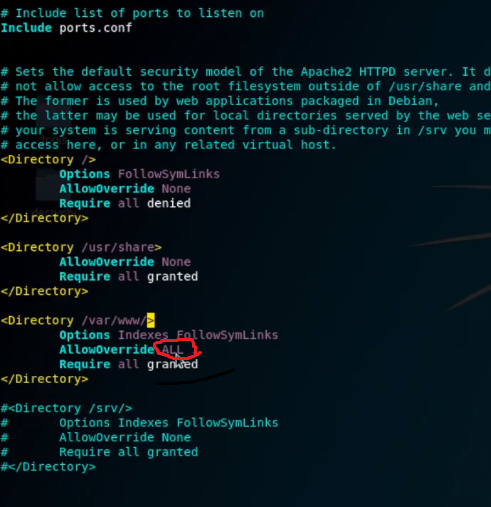 # Include list of ports to listen on
Include ports.conf
# Sets the default security model of the Apache2 HTTPD server. It d
# not allow access to the root filesystem outside of /usr/share and
# The former is used by web applications packaged in Debian,
# the latter may be used for local directories served by the web se
# your system is serving content from a sub-directory in /srv you m
# access here, or in any related virtual host.
<Directory />
Options FollowSymLinks
AllowOverride None
Require all denied
</Directory>
<Directory /usr/share>
AllowOverride None
Require all granted
</Directory>
<Directory /var/www/>
Options Indexes FollowSymLinks
AllowOverride ALL
Require all granted
</Directory>
#<Directory /srv/>
# Options Indexes FollowSymLinks
# AllowOverride None
# Require all granted
#</Directory>